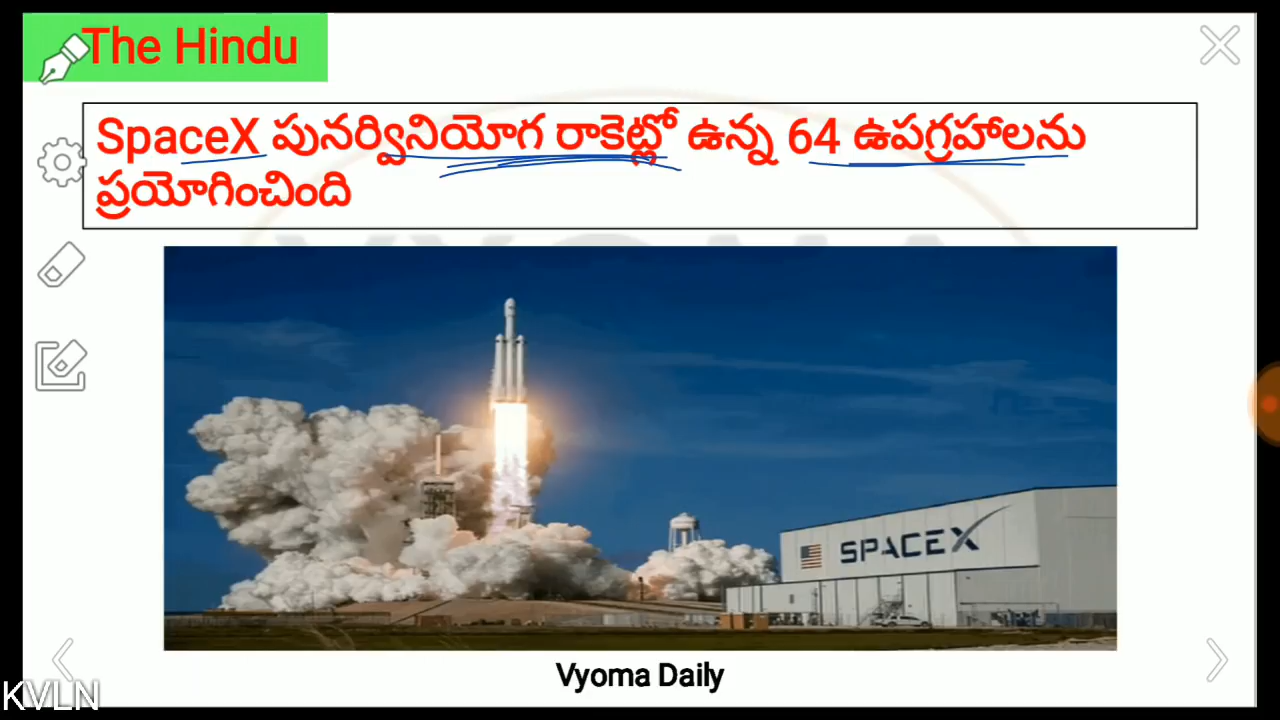 The Hindu
SpaceX పునర్వినియోగ రాకెట్లో ఉన్న 64 ఉపగ్రహాలను
ప్రయోగించింది
SPACEX
Vyoma Daily
KVLN